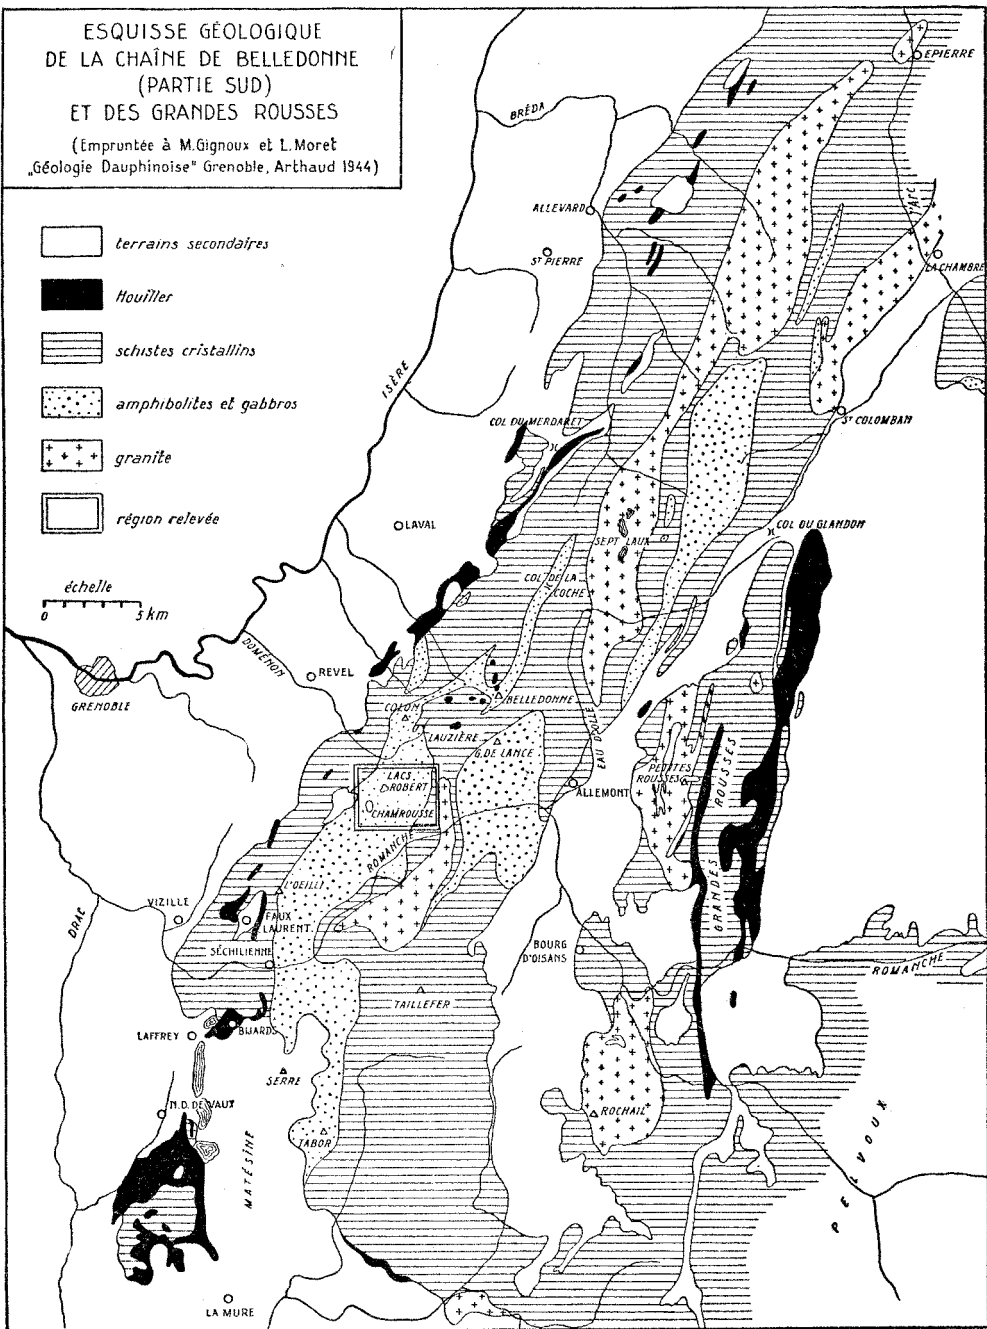 ESQUISSE GÉOLOGIQUE
DE LA CHAÎNE DE BELLEDONNE
(PARTIE SUD)
ET DES GRANDES ROUSSES
(Empruntée à M.Gignoux et L.Moret
„Géologie Dauphinoise" Grenoble, Arthaud 1944)
terrains secondaires
Houiller
schistes cristallins
amphibolites et gabbros
granite
région relevée
échelle
0 5 km
EPIERRE
BRÉDA
ALLEVARD
l'Arc
ST PIERRE
LA CHAMBRE
ISÈRE
COL DU MERDARET
ST COLOMBAN
LAVAL
COL DU GLANDON
SEPT LAUX
COL DE LA
COCHE
DOMÉNON
REVEL
GRENOBLE
BELLEDONNE
COLON
LAUZIÈRE
G. DE LANCE
EAU D'OLLE
PETITES
ROUSSES
GRANDES ROUSSES
LACS
ROBERT
ALLEMONT
CHAMROUSSE
ROMANCHE
L'OEILLI
VIZILLE
DRAC
FAUX
LAURENT
SÉCHILIENNE
BOURG
D'OISANS
ROMANCHE
TAILLEFER
LAFFREY
BUARDS
SERRE
N.D. DE VAUX
ROCHAIL
TABOR
PELVOUX
MATÉSINE
LA MURE